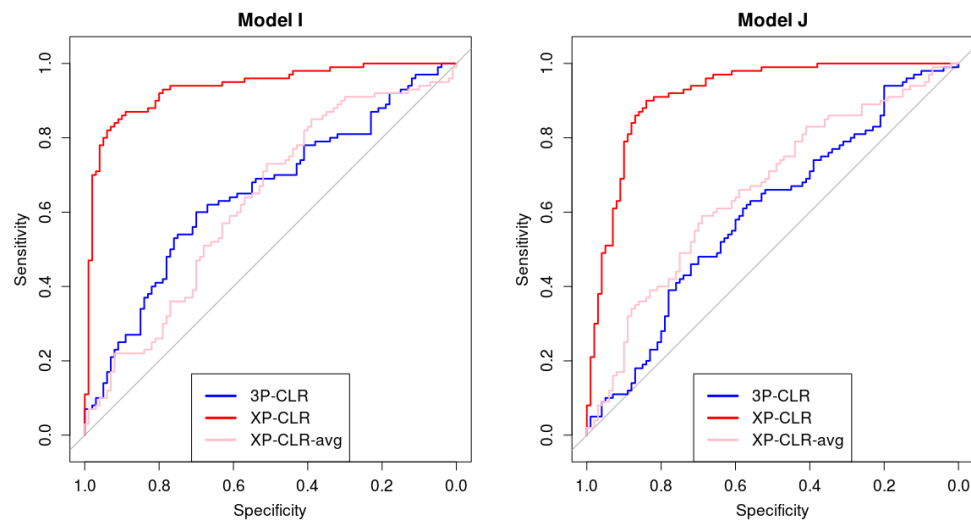 Model I
Sensitivity
1.0
0.8
0.6
0.4
0.2
0.0
3P-CLR
XP-CLR
XP-CLR-avg
1.0 0.8 0.6 0.4 0.2 0.0
Specificity
Model J
Sensitivity
1.0
0.8
0.6
0.4
0.2
0.0
3P-CLR
XP-CLR
XP-CLR-avg
1.0 0.8 0.6 0.4 0.2 0.0
Specificity